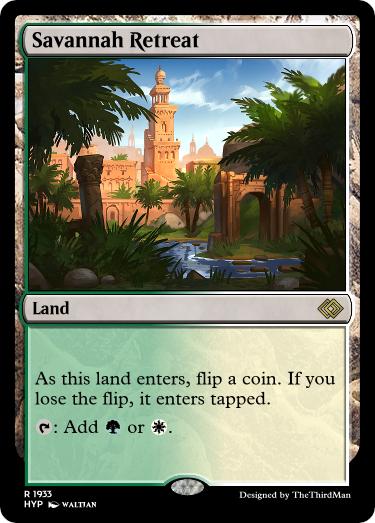 Savannah Retreat
Land
As this land enters, flip a coin. If you
lose the flip, it enters tapped.
: Add or .
R 1933
HYP WALTIAN
Designed by TheThirdMan